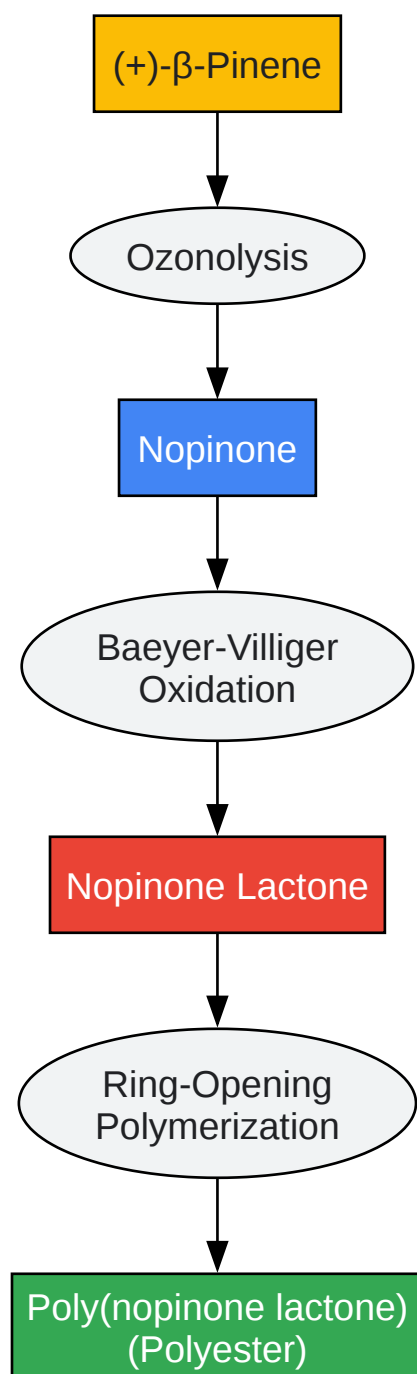 (+)-β-Pinene
Ozonolysis
Nopinone
Baeyer-Villiger
Oxidation
Nopinone Lactone
Ring-Opening
Polymerization
Poly(nopinone lactone)
(Polyester)